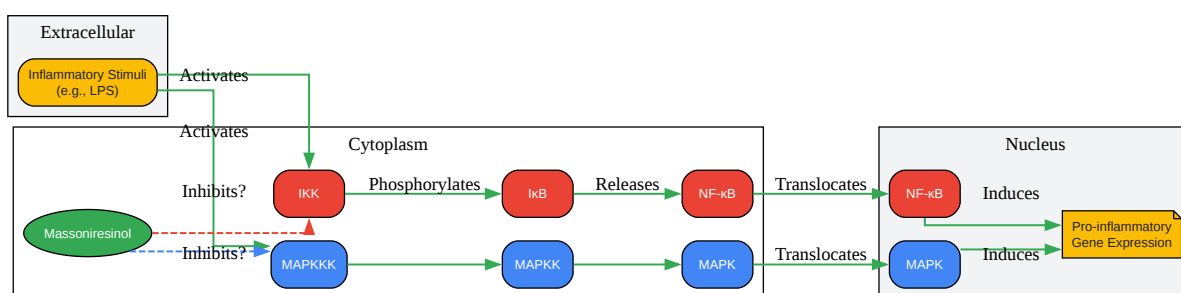 Extracellular
Inflammatory Stimuli
(e.g., LPS)
Activates
Activates
Cytoplasm
Nucleus
Inhibits?
IKK
Phosphorylates
IκB
Releases
NF-κB
Translocates
NF-κB
Induces
Massoniresinol
Pro-inflammatory
Gene Expression
Inhibits?
MAPKKK
MAPKK
MAPK
Translocates
MAPK
Induces